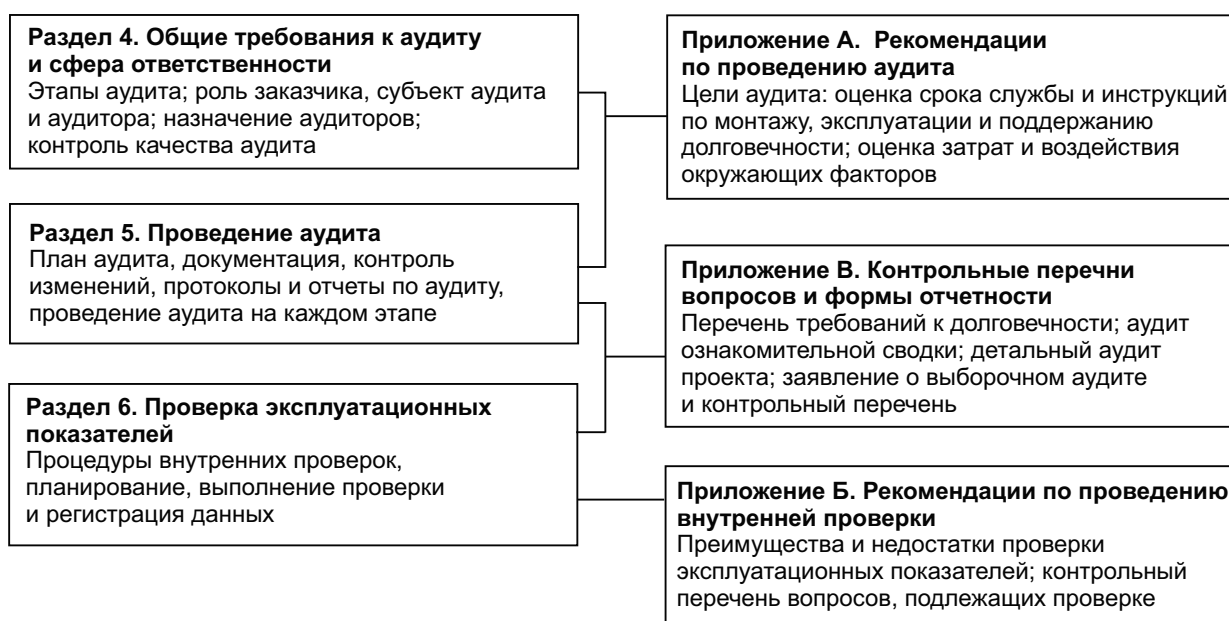 Раздел 4. Общие требования к аудиту
и сфера ответственности
Этапы аудита; роль заказчика, субъект аудита
и аудитора; назначение аудиторов;
контроль качества аудита
Раздел 5. Проведение аудита
План аудита, документация, контроль
изменений, протоколы и отчеты по аудиту,
проведение аудита на каждом этапе
Раздел 6. Проверка эксплуатационных
показателей
Процедуры внутренних проверок,
планирование, выполнение проверки
и регистрация данных
Приложение А. Рекомендации
по проведению аудита
Цели аудита: оценка срока службы и инструкций
по монтажу, эксплуатации и поддержанию
долговечности; оценка затрат и воздействия
окружающих факторов
Приложение В. Контрольные перечни
вопросов и формы отчетности
Перечень требований к долговечности; аудит
ознакомительной сводки; детальный аудит
проекта; заявление о выборочном аудите
и контрольный перечень
Приложение Б. Рекомендации по проведению
внутренней проверки
Преимущества и недостатки проверки
эксплуатационных показателей; контрольный
перечень вопросов, подлежащих проверке